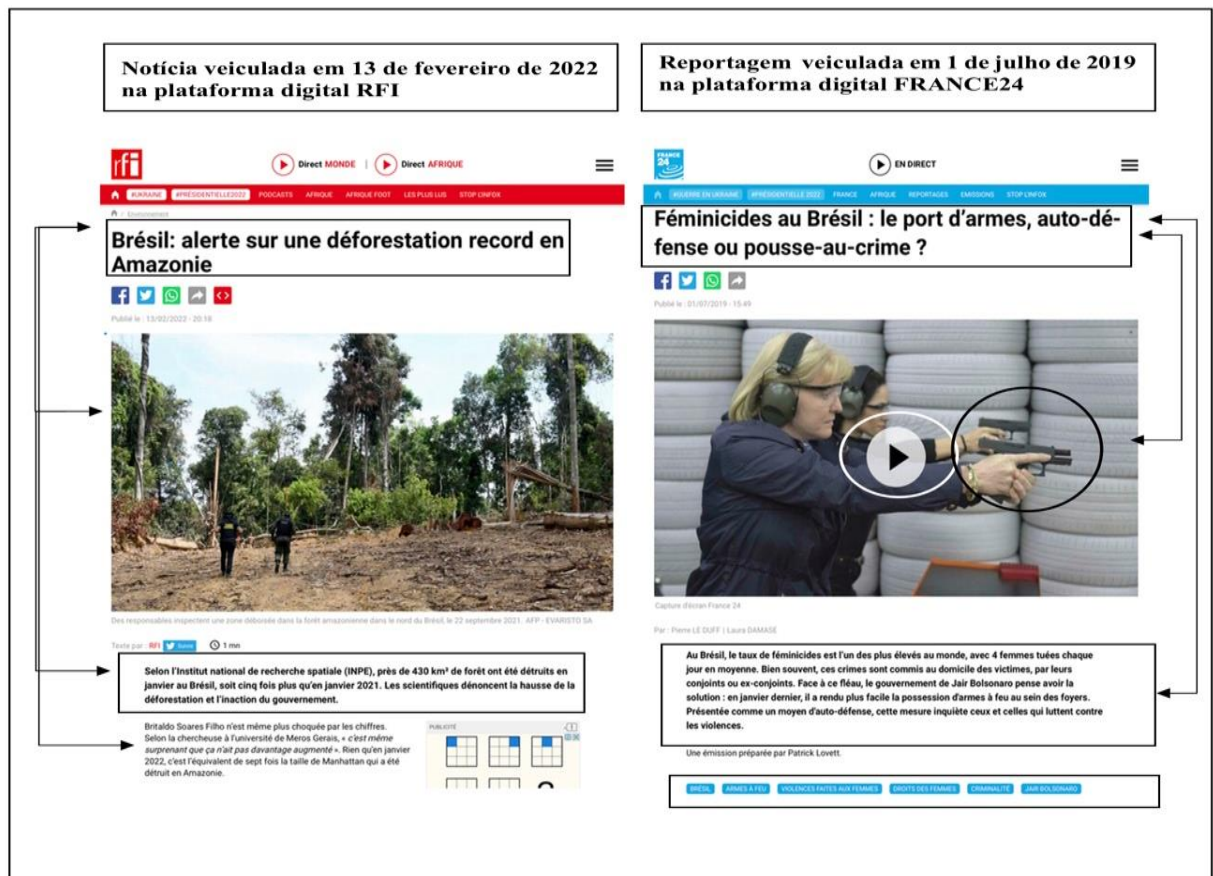 Notícia veiculada em 13 de fevereiro de 2022
na plataforma digital RFI
rfi
Direct MONDE | Direct AFRIQUE
#UKRAINE #PRÉSIDENTIELLE2022 PODCASTS AFRIQUE AFRIQUE FOOT LES PLUS LUS STOP L'INFOX
/ Environnement
Brésil: alerte sur une déforestation record en
Amazonie
Publié le : 13/02/2022 - 20:18
Des responsables inspectent une zone déboisée dans la forêt amazonienne dans le nord du Brésil, le 22 septembre 2021. AFP - EVARISTO SA
Texte par : RFI Suivre 1 mn
Selon l'Institut national de recherche spatiale (INPE), près de 430 km² de forêt ont été détruits en
janvier au Brésil, soit cinq fois plus qu'en janvier 2021. Les scientifiques dénoncent la hausse de la
déforestation et l'inaction du gouvernement.
Britaldo Soares Filho n'est même plus choquée par les chiffres.
Selon la chercheuse à l'université de Meros Gerais, « c'est même
surprenant que ça n'ait pas davantage augmenté ». Rien qu'en janvier
2022, c'est l'équivalent de sept fois la taille de Manhattan qui a été
détruit en Amazonie.
PUBLICITÉ
?
Reportagem veiculada em 1 de julho de 2019
na plataforma digital FRANCE24
FRANCE
24
EN DIRECT
#GUERRE EN UKRAINE #PRÉSIDENTIELLE 2022 FRANCE AFRIQUE REPORTAGES EMISSIONS STOP L'INFOX
Féminicides au Brésil : le port d'armes, auto-dé-
fense ou pousse-au-crime ?
Publié le : 01/07/2019 - 15:49
Capture d'écran France 24
Par : Pierre LE DUFF | Laura DAMASE
Au Brésil, le taux de féminicides est l'un des plus élevés au monde, avec 4 femmes tuées chaque
jour en moyenne. Bien souvent, ces crimes sont commis au domicile des victimes, par leurs
conjoints ou ex-conjoints. Face à ce fléau, le gouvernement de Jair Bolsonaro pense avoir la
solution : en janvier dernier, il a rendu plus facile la possession d'armes à feu au sein des foyers.
Présentée comme un moyen d'auto-défense, cette mesure inquiète ceux et celles qui luttent contre
les violences.
Une émission préparée par Patrick Lovett.
BRÉSIL ARMES À FEU VIOLENCES FAITES AUX FEMMES DROITS DES FEMMES CRIMINALITÉ JAIR BOLSONARO